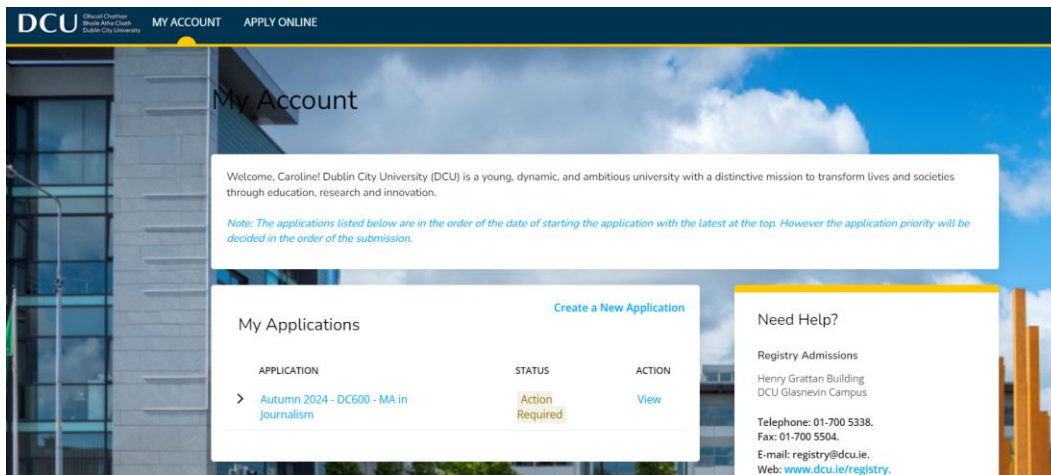 DCU Ollscoil Chathair
Bhaile Átha Cliath
Dublin City University
MY ACCOUNT APPLY ONLINE
My Account
Welcome, Caroline! Dublin City University (DCU) is a young, dynamic, and ambitious university with a distinctive mission to transform lives and societies
through education, research and innovation.
Note: The applications listed below are in the order of the date of starting the application with the latest at the top. However the application priority will be
decided in the order of the submission.
My Applications
Create a New Application
APPLICATION STATUS ACTION
Autumn 2024 - DC600 - MA in
Journalism
Action
Required
View
Need Help?
Registry Admissions
Henry Grattan Building
DCU Glasnevin Campus
Telephone: 01-700 5338.
Fax: 01-700 5504.
E-mail: registry@dcu.ie.
Web: www.dcu.ie/registry.